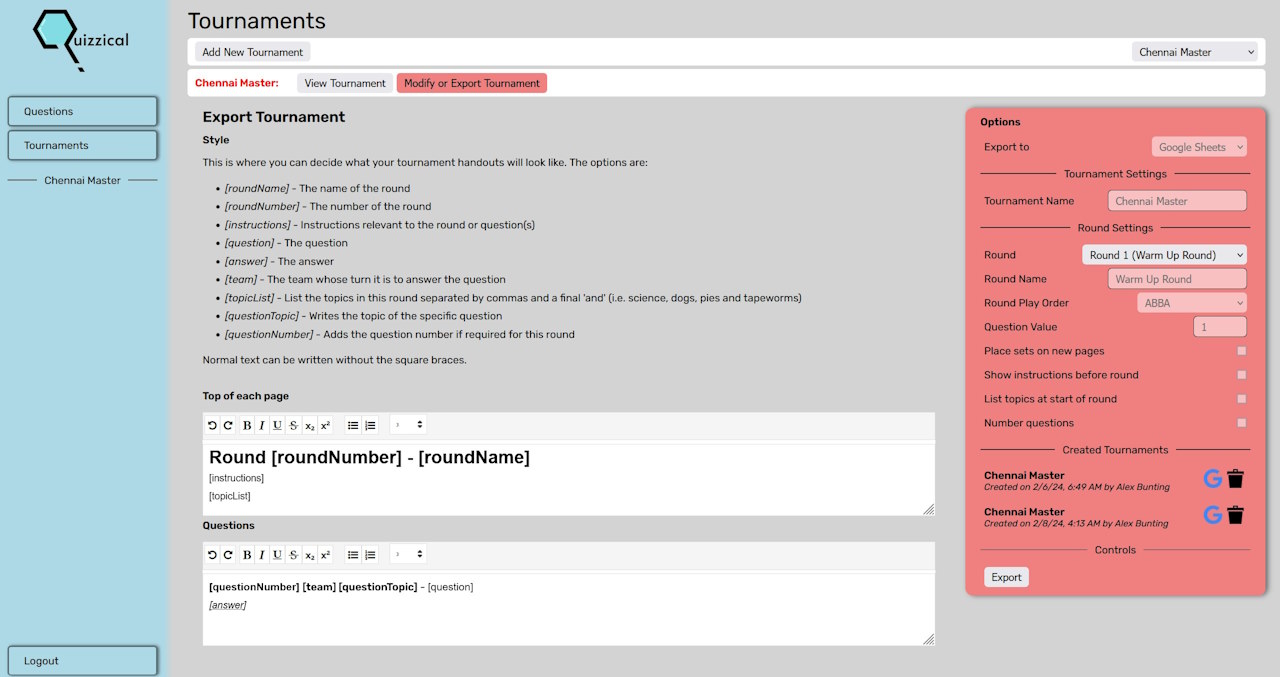 Quizzical
Questions
Tournaments
Chennai Master
Logout
Tournaments
Add New Tournament
Chennai Master
Chennai Master:
View Tournament
Modify or Export Tournament
Export Tournament
Style
This is where you can decide what your tournament handouts will look like. The options are:
• [roundName] - The name of the round
• [roundNumber] - The number of the round
• [instructions] - Instructions relevant to the round or question(s)
• [question] - The question
• [answer] - The answer
• [team] - The team whose turn it is to answer the question
• [topicList] - List the topics in this round separated by commas and a final 'and' (i.e. science, dogs, pies and tapeworms)
• [questionTopic] - Writes the topic of the specific question
• [questionNumber] - Adds the question number if required for this round
Normal text can be written without the square braces.
Top of each page
B I U S x₂ x²
Round [roundNumber] - [roundName]
[instructions]
[topicList]
Questions
B I U S x₂ x²
[questionNumber] [team] [questionTopic] - [question]
[answer]
Options
Export to Google Sheets
Tournament Settings
Tournament Name Chennai Master
Round Settings
Round Round 1 (Warm Up Round)
Round Name Warm Up Round
Round Play Order ABBA
Question Value 1
Place sets on new pages
Show instructions before round
List topics at start of round
Number questions
Created Tournaments
Chennai Master
Created on 2/6/24, 6:49 AM by Alex Bunting
Chennai Master
Created on 2/8/24, 4:13 AM by Alex Bunting
Controls
Export